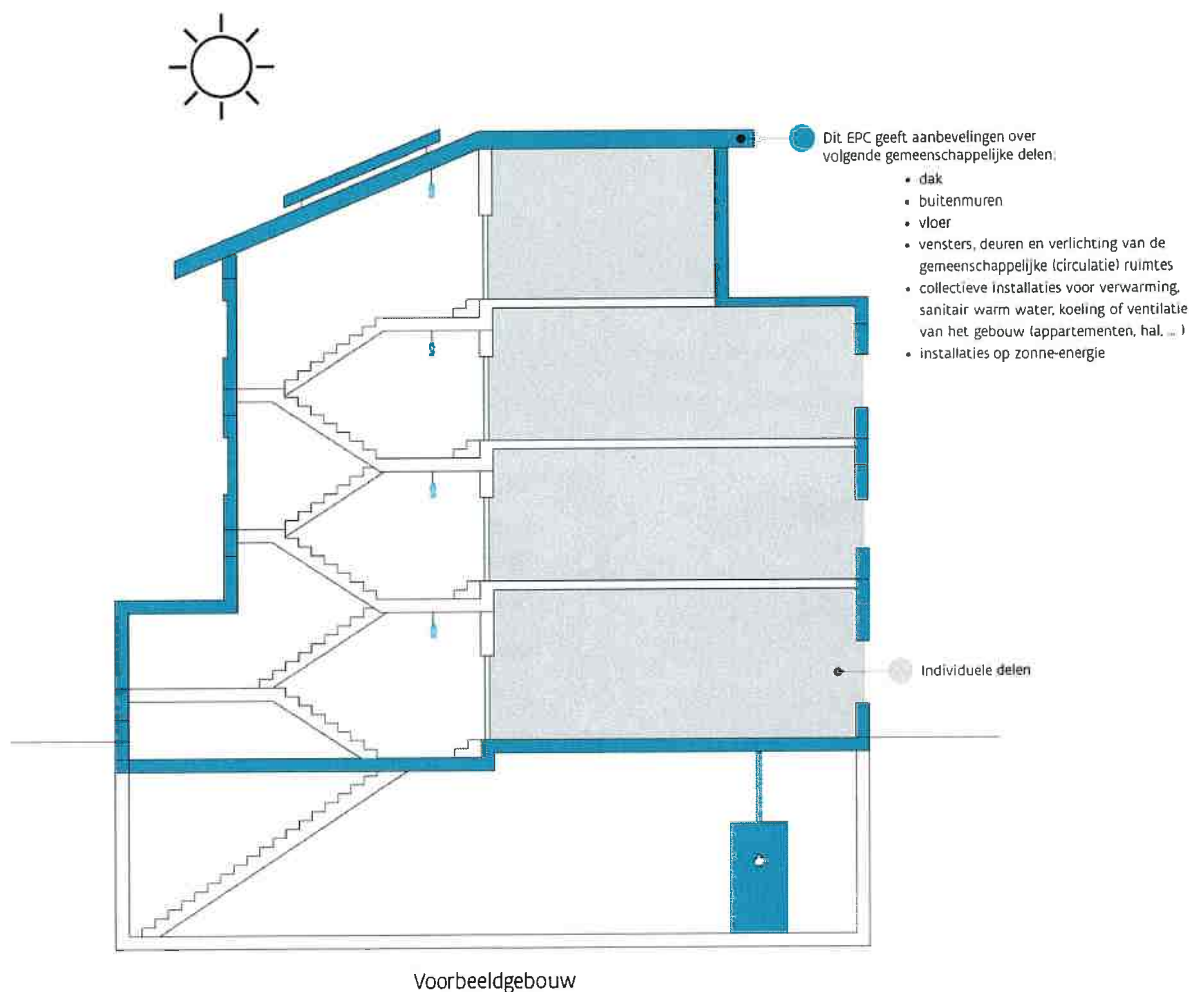 Dit EPC geeft aanbevelingen over
volgende gemeenschappelijke delen:
• dak
• buitenmuren
• vloer
• vensters, deuren en verlichting van de
gemeenschappelijke (circulatie) ruimtes
• collectieve installaties voor verwarming,
sanitair warm water, koeling of ventilatie
van het gebouw (appartementen, hal, ... )
• installaties op zonne-energie
Individuele delen
Voorbeeldgebouw